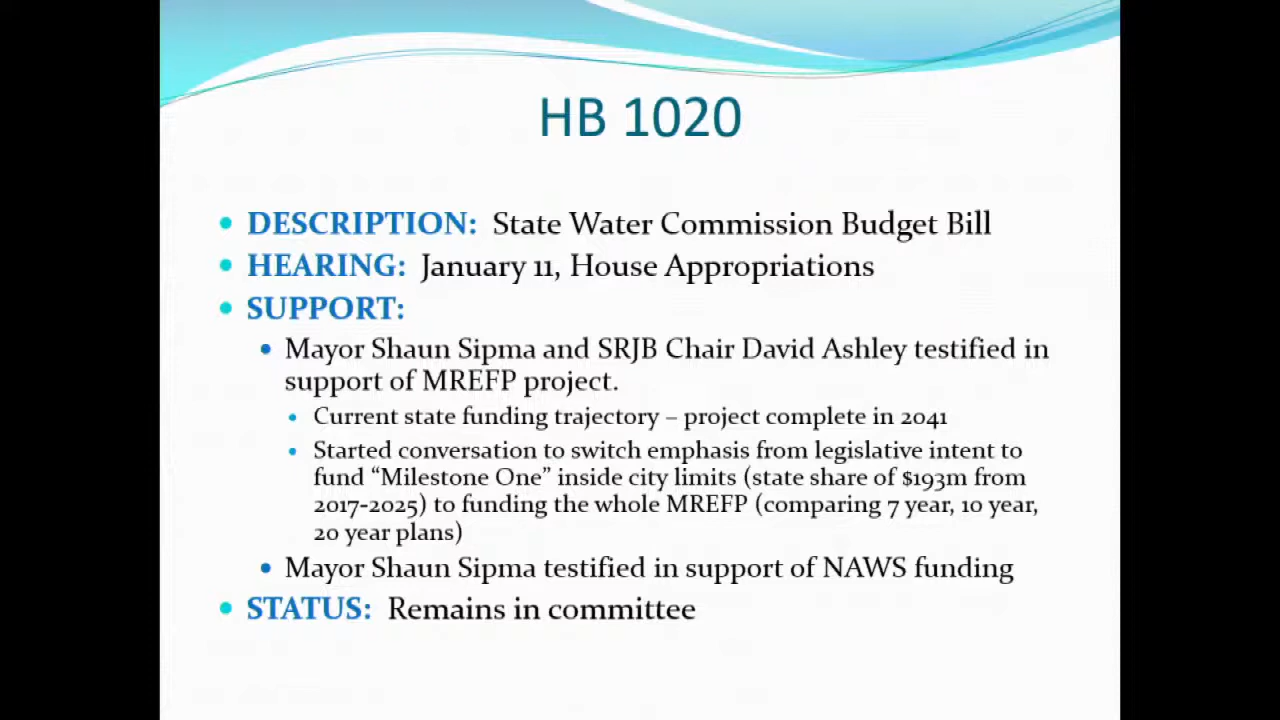 HB 1020
DESCRIPTION: State Water Commission Budget Bill
HEARING: January 11, House Appropriations
SUPPORT:
Mayor Shaun Sipma and SRJB Chair David Ashley testified in
support of MREFP project.
Current state funding trajectory – project complete in 2041
Started conversation to switch emphasis from legislative intent to
fund “Milestone One” inside city limits (state share of $193m from
2017-2025) to funding the whole MREFP (comparing 7 year, 10 year,
20 year plans)
Mayor Shaun Sipma testified in support of NAWS funding
STATUS: Remains in committee